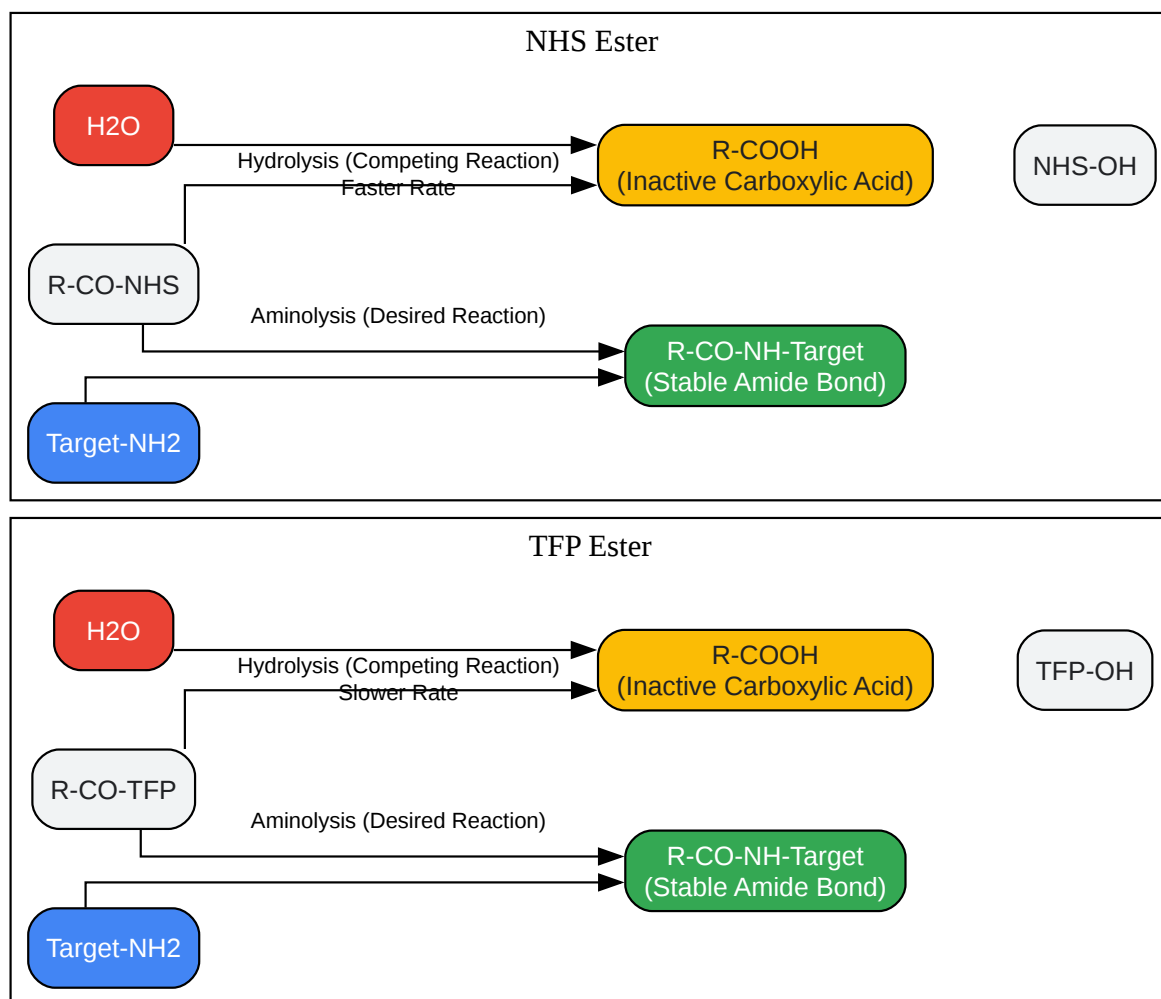 NHS Ester
H2O
Hydrolysis (Competing Reaction)
Faster Rate
R-COOH
(Inactive Carboxylic Acid)
NHS-OH
R-CO-NHS
Aminolysis (Desired Reaction)
R-CO-NH-Target
(Stable Amide Bond)
Target-NH2
TFP Ester
H2O
Hydrolysis (Competing Reaction)
Slower Rate
R-COOH
(Inactive Carboxylic Acid)
TFP-OH
R-CO-TFP
Aminolysis (Desired Reaction)
R-CO-NH-Target
(Stable Amide Bond)
Target-NH2